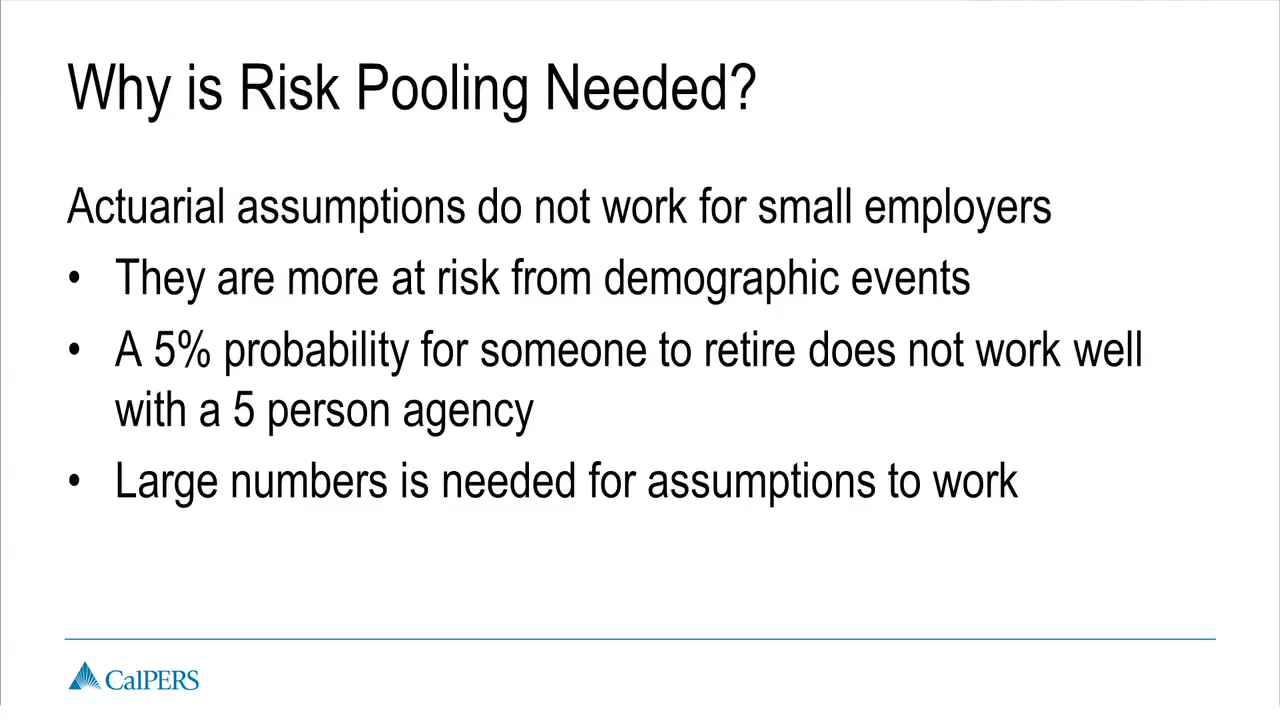 Why is Risk Pooling Needed?
Actuarial assumptions do not work for small employers
• They are more at risk from demographic events
• A 5% probability for someone to retire does not work well
with a 5 person agency
• Large numbers is needed for assumptions to work
CalPERS